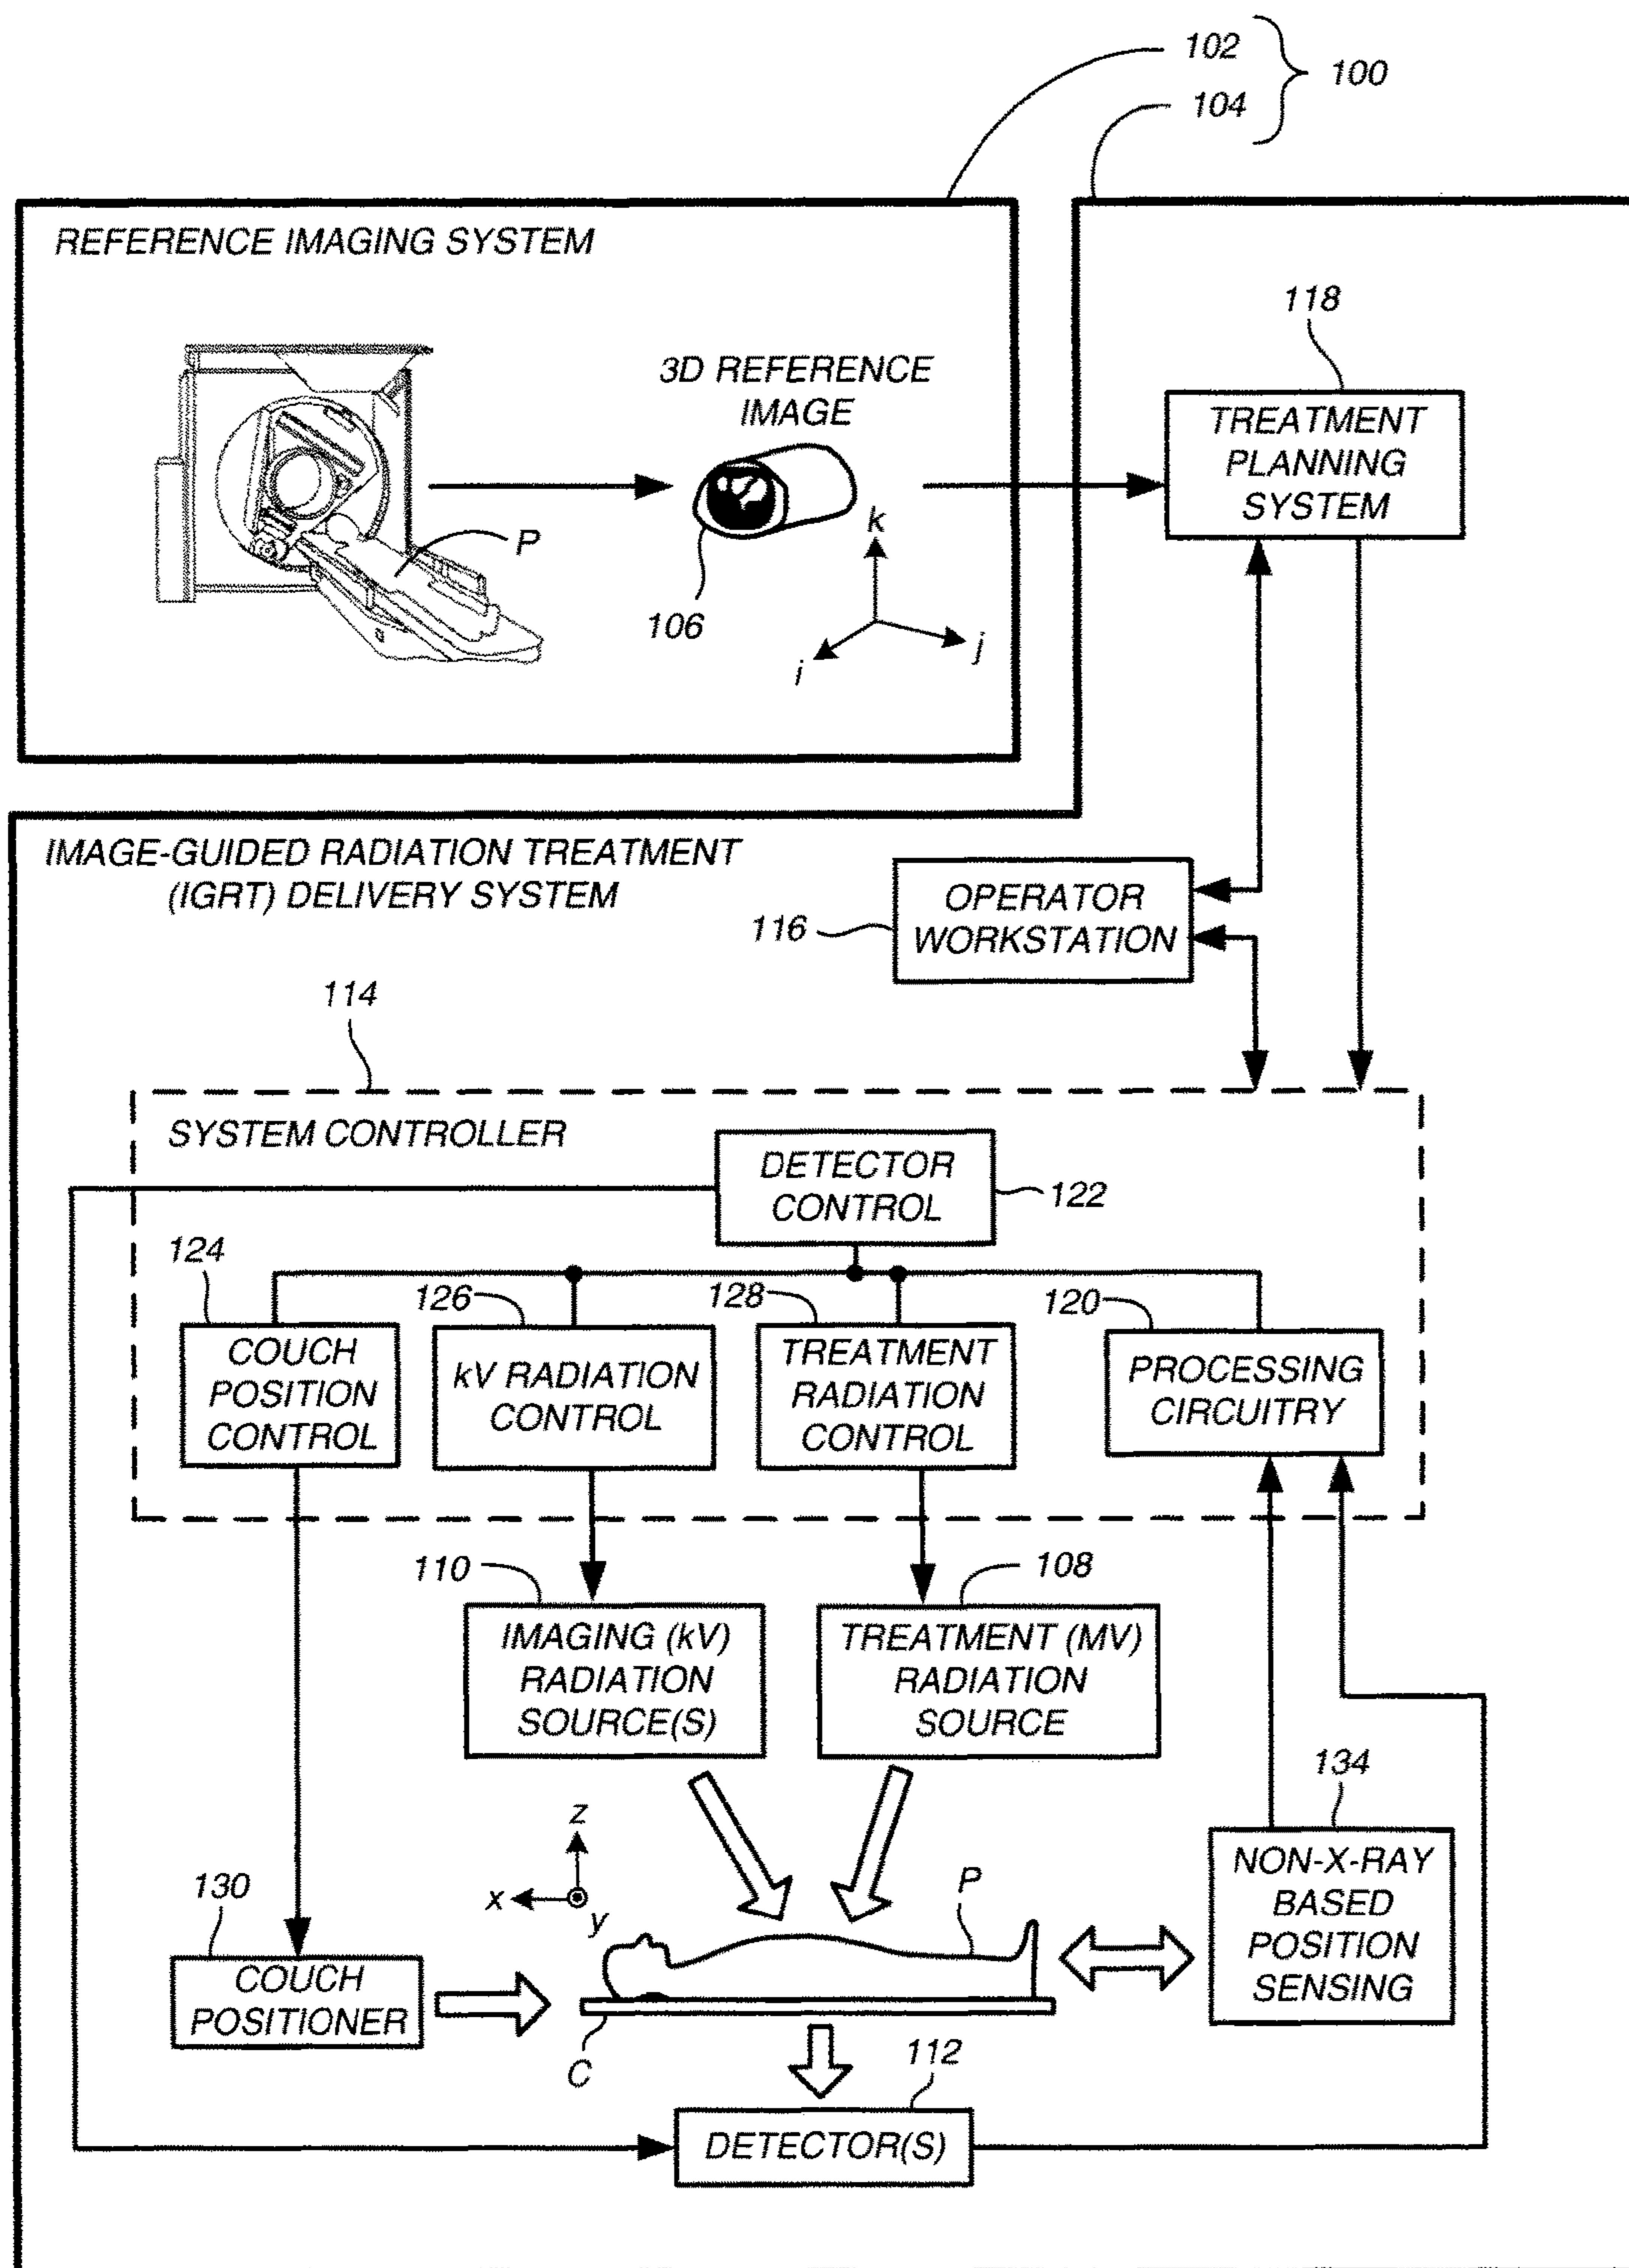 102
100
104
REFERENCE IMAGING SYSTEM
118
3D REFERENCE
IMAGE
TREATMENT
PLANNING
SYSTEM
P
k
106
j
i
IMAGE-GUIDED RADIATION TREATMENT
(IGRT) DELIVERY SYSTEM
OPERATOR
WORKSTATION
116
114
SYSTEM CONTROLLER
DETECTOR
CONTROL
122
124
126
128
120
COUCH
POSITION
CONTROL
kV RADIATION
CONTROL
TREATMENT
RADIATION
CONTROL
PROCESSING
CIRCUITRY
110
108
IMAGING (kV)
RADIATION
SOURCE(S)
TREATMENT (MV)
RADIATION
SOURCE
134
z
x
y
P
NON-X-RAY
BASED
POSITION
SENSING
130
COUCH
POSITIONER
C
112
DETECTOR(S)